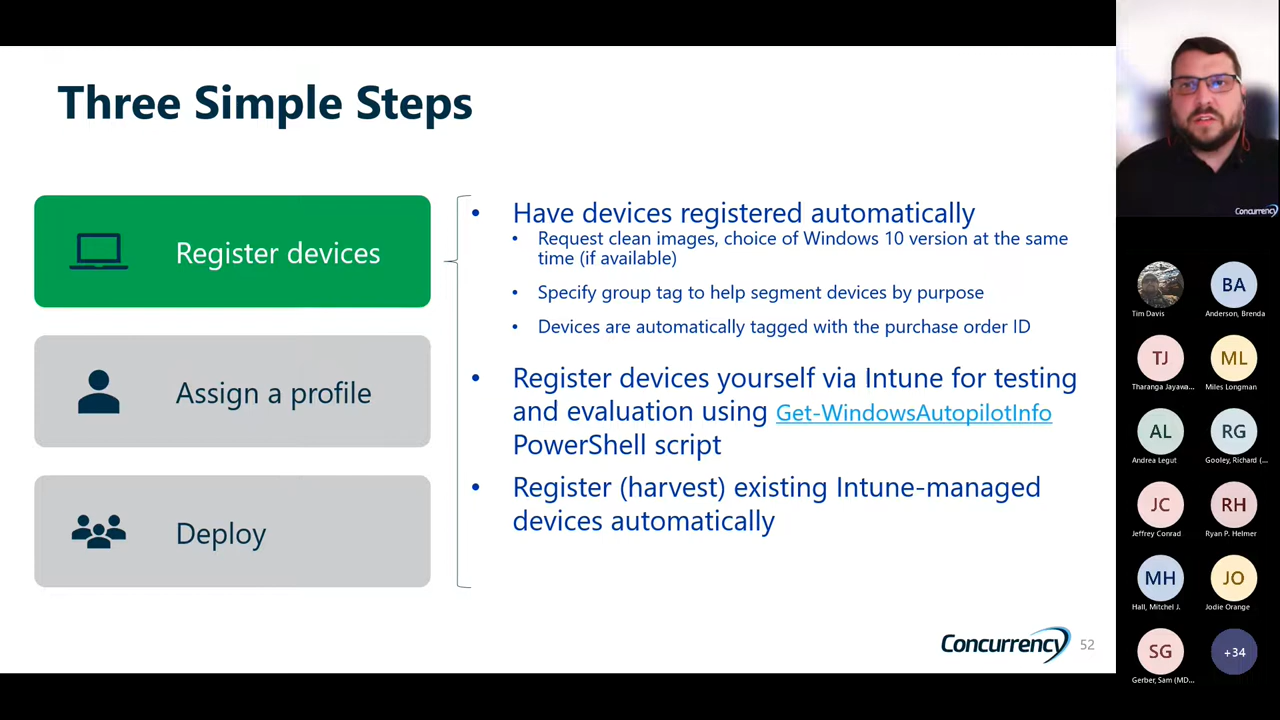 Three Simple Steps
Register devices
Assign a profile
Deploy
• Have devices registered automatically
• Request clean images, choice of Windows 10 version at the same
time (if available)
• Specify group tag to help segment devices by purpose
• Devices are automatically tagged with the purchase order ID
• Register devices yourself via Intune for testing
and evaluation using Get-WindowsAutopilotInfo
PowerShell script
• Register (harvest) existing Intune-managed
devices automatically
Concurrency
52
Concurrency
Tim Davis
BA
Anderson, Brenda
TJ
Tharanga Jayawa...
ML
Miles Longman
AL
Andrea Legut
RG
Gooley, Richard (...
JC
Jeffrey Conrad
RH
Ryan P. Helmer
MH
Hall, Mitchel J.
JO
Jodie Orange
SG
Gerber, Sam (MD...
+34